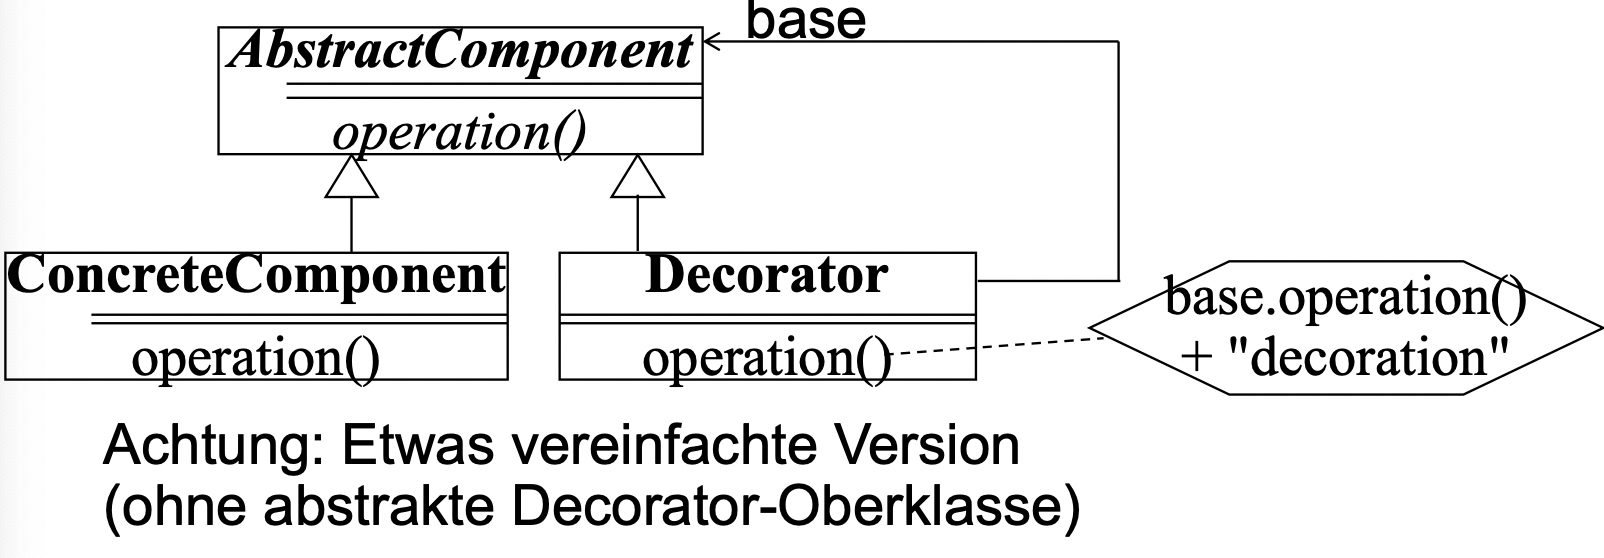 base
AbstractComponent
operation()
ConcreteComponent
operation()
Decorator
operation()
base.operation()
+ "decoration"
Achtung: Etwas vereinfachte Version
(ohne abstrakte Decorator-Oberklasse)